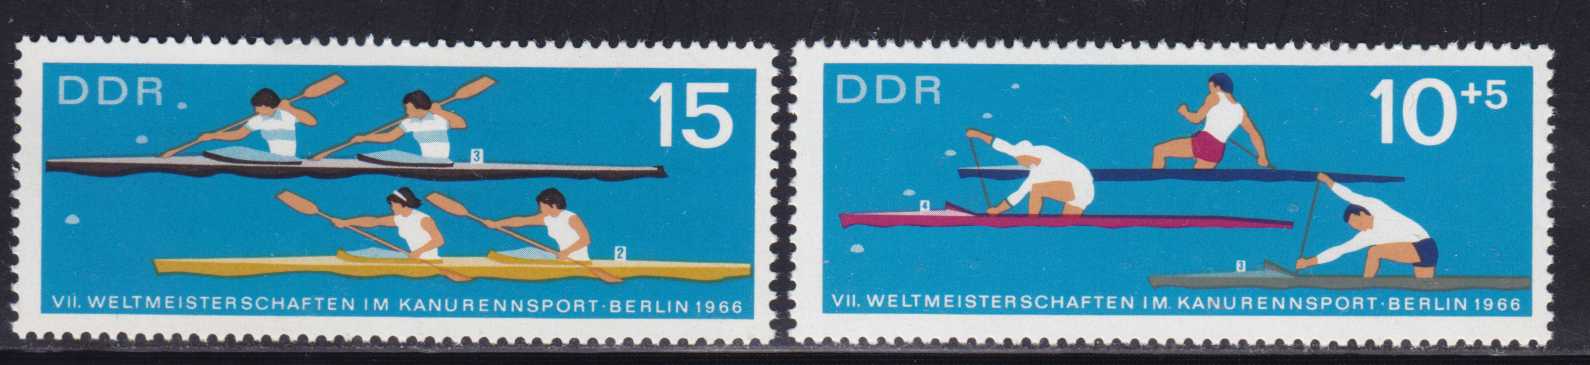 DDR
15
3
2
Vii. WELTMEISTERSCHAFTEN IM KANURENNSPORT · BERLIN 1966
DDR
10+5
4
3
VII. WELTMEISTERSCHAFTEN IM KANURENNSPORT · BERLIN 1966